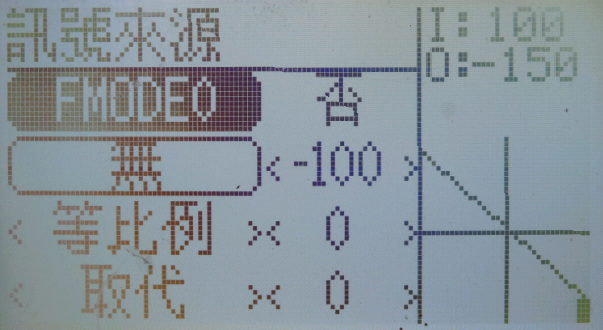 訊號來源 I: 100
O:-150
FMODE0 否
無 < -100 >
< 等比例 >< 0 >
< 取代 >< 0 >